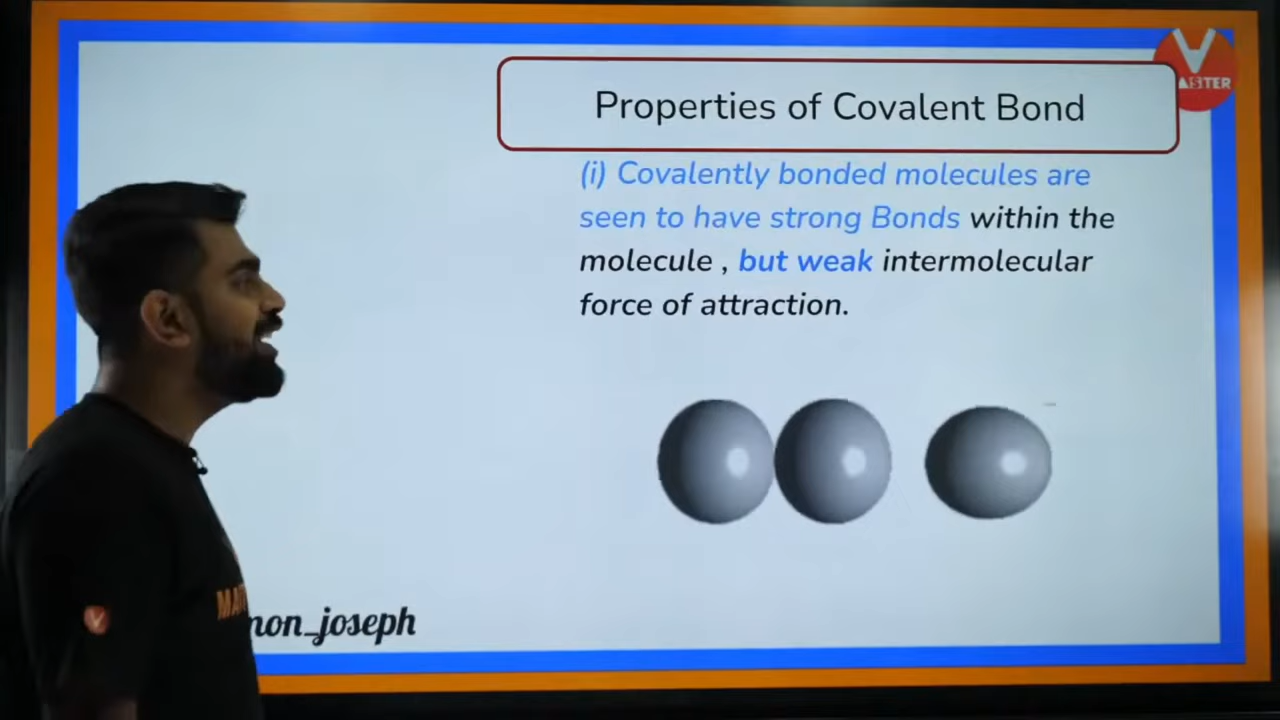 Properties of Covalent Bond
(i) Covalently bonded molecules are
seen to have strong Bonds within the
molecule , but weak intermolecular
force of attraction.